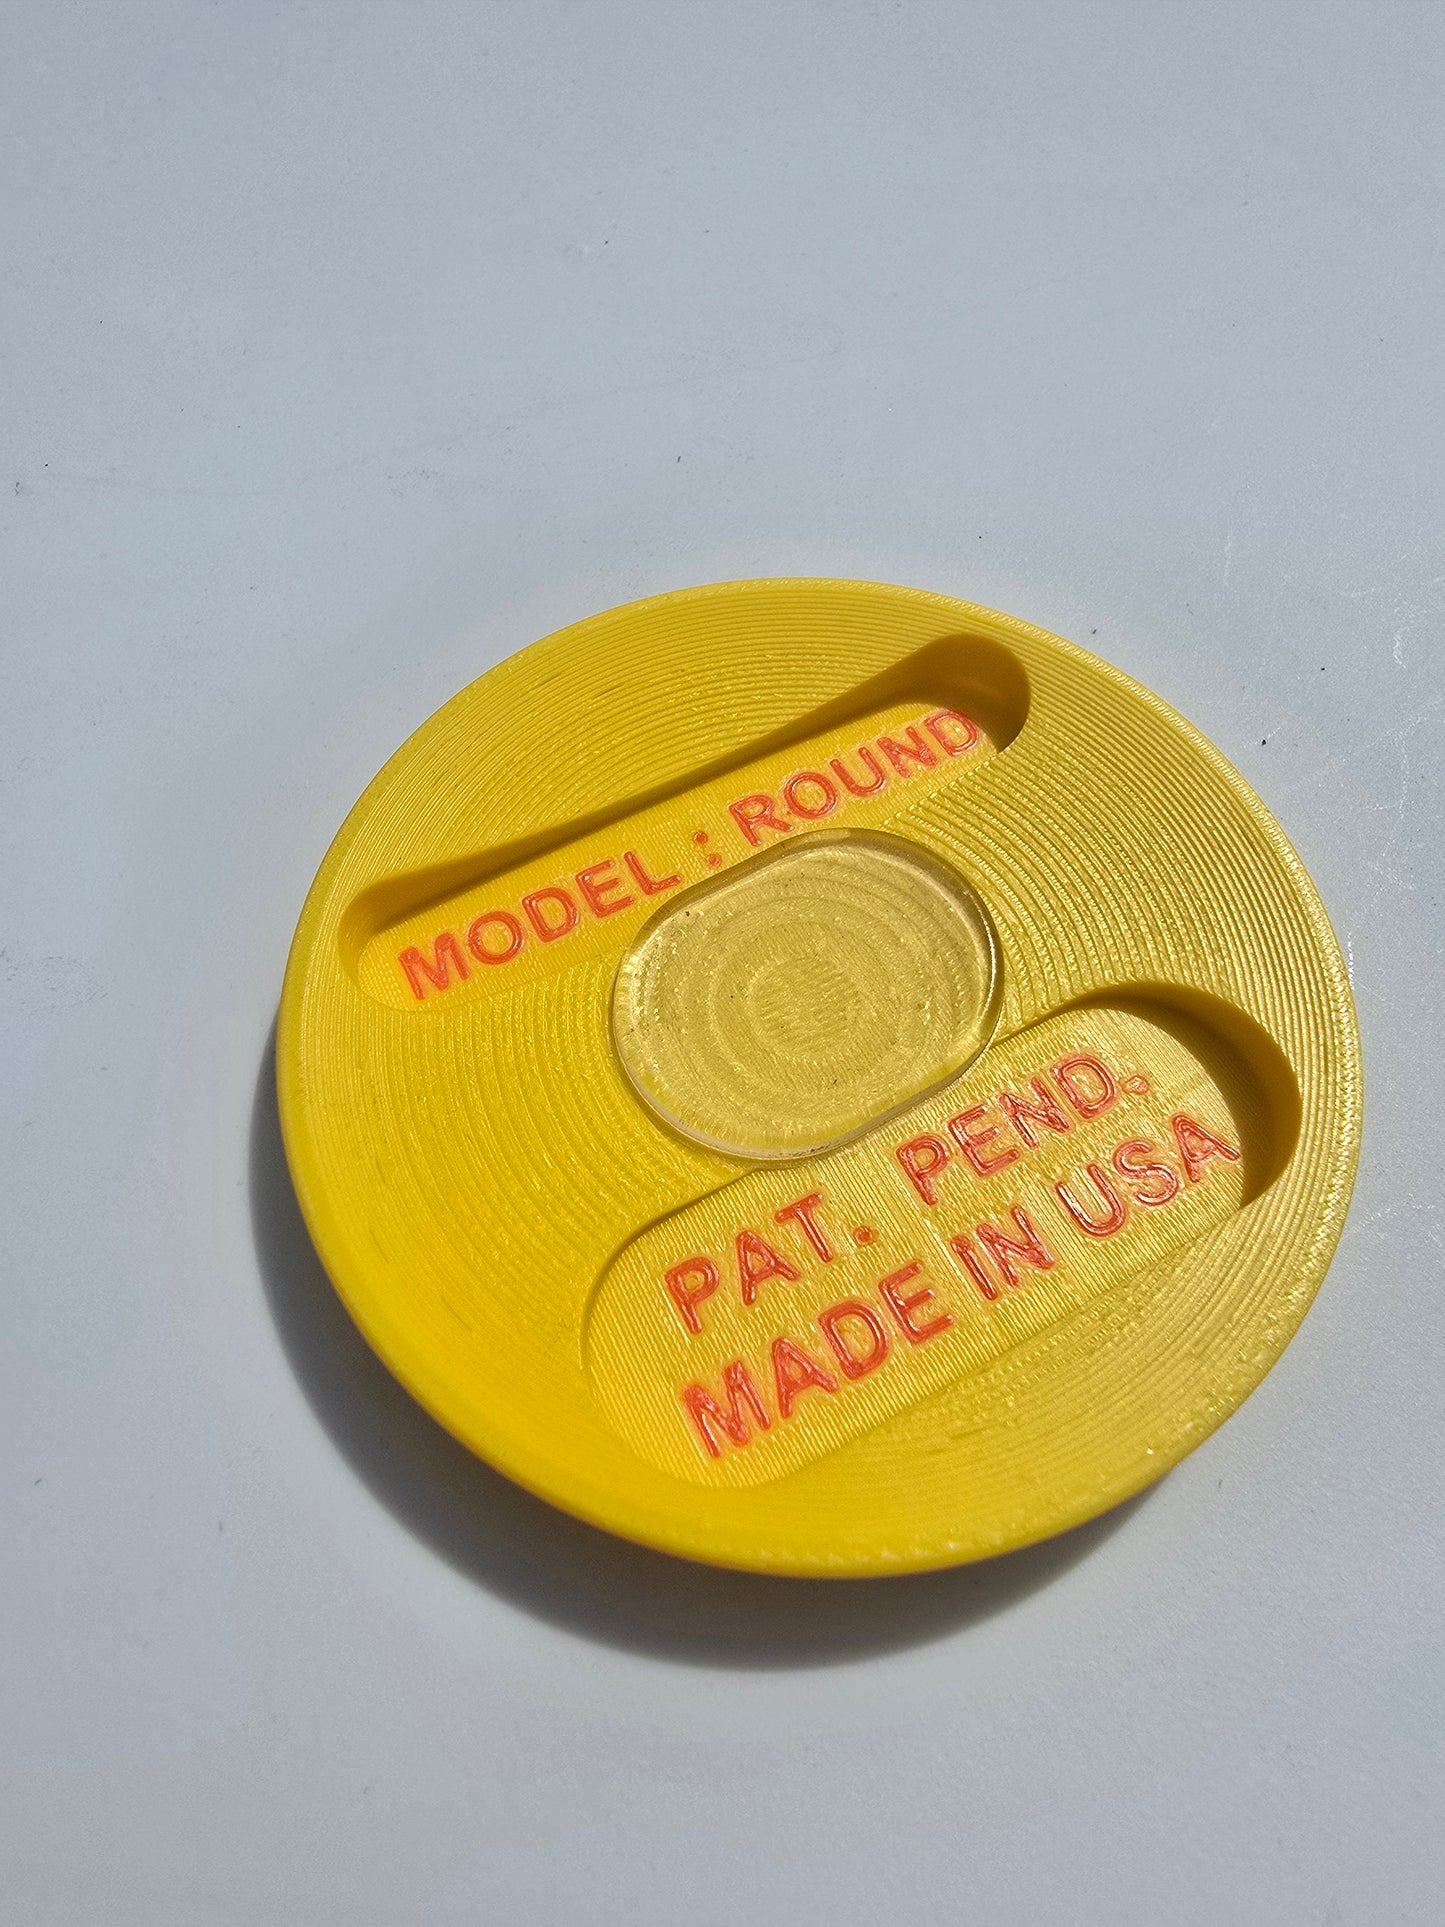 MODEL : ROUND
PAT. PEND.
MADE IN USA